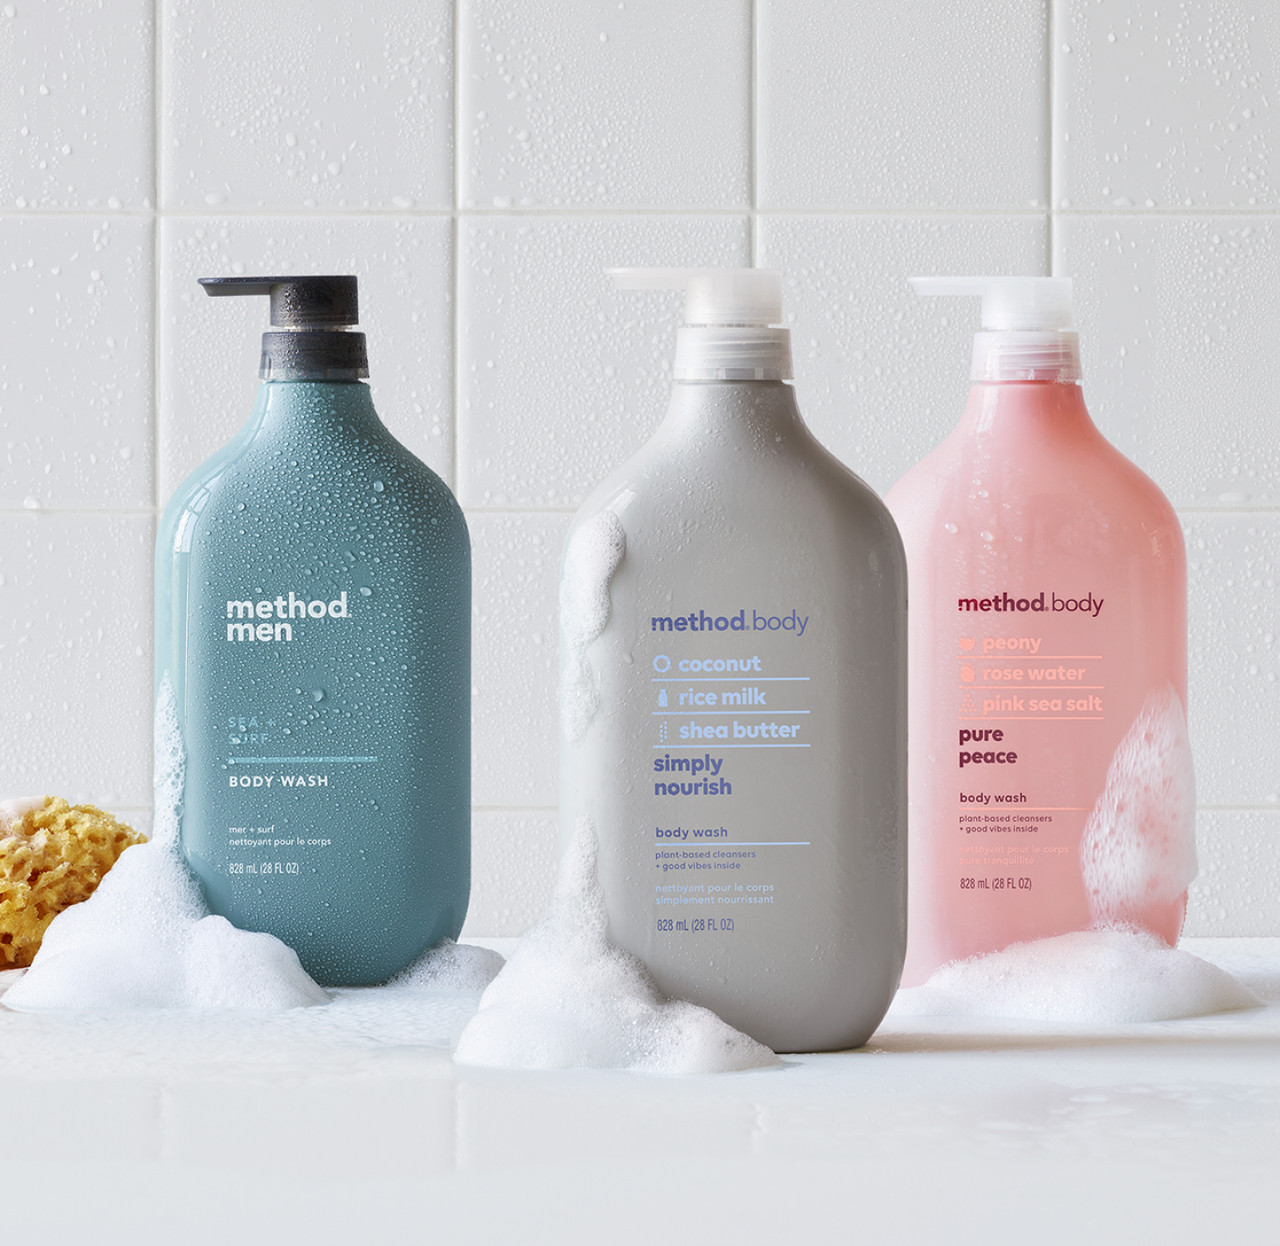 method®
men
SEA +
SURF
BODY WASH
mer + surf
nettoyant pour le corps
828 mL (28 FL OZ)
method® body
coconut
rice milk
shea butter
simply
nourish
body wash
plant-based cleansers
+ good vibes inside
nettoyant pour le corps
simplement nourrissant
828 mL (28 FL OZ)
method® body
peony
rose water
pink sea salt
pure
peace
body wash
plant-based cleansers
+ good vibes inside
nettoyant pour le corps
pure tranquillité
828 mL (28 FL OZ)